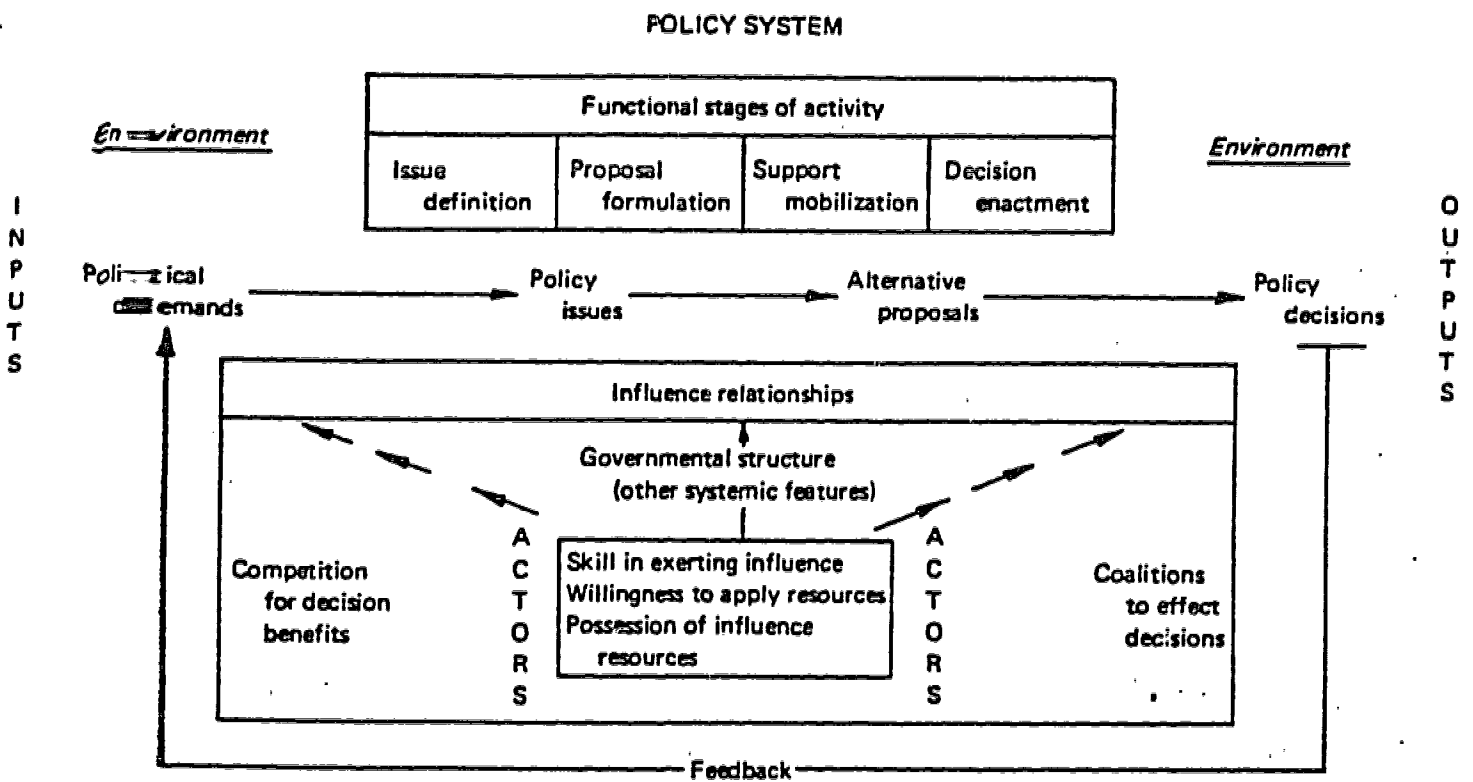 POLICY SYSTEM
Functional stages of activity
Environment
Environment
Issue
definition
Proposal
formulation
Support
mobilization
Decision
enactment
INPUTS
OUTPUTS
Political
demands
Policy
issues
Alternative
proposals
Policy
decisions
Influence relationships
Governmental structure
(other systemic features)
Competition
for decision
benefits
ACTORS
Skill in exerting influence
Willingness to apply resources
Possession of influence
resources
ACTORS
Coalitions
to effect
decisions
Feedback